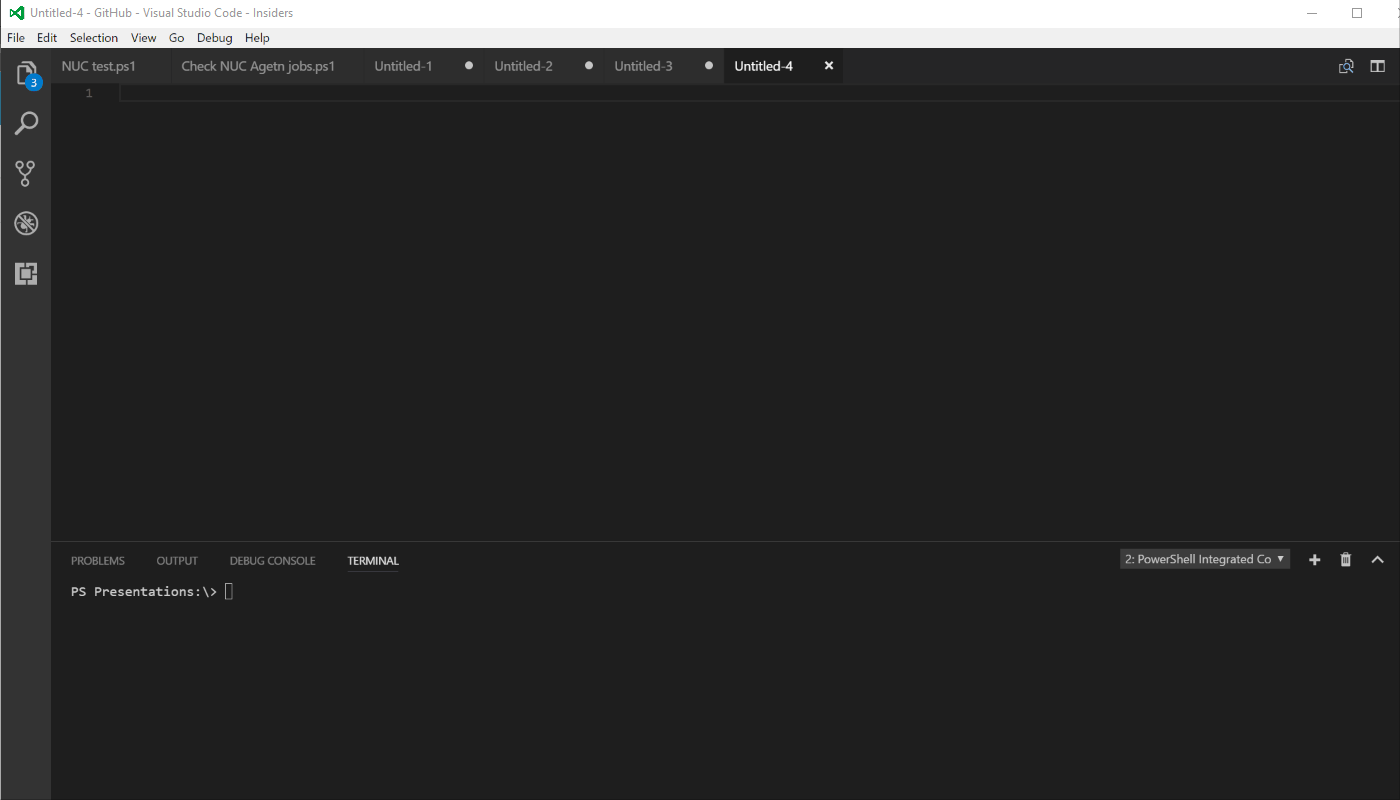 Untitled-4 - GitHub - Visual Studio Code - Insiders
File Edit Selection View Go Debug Help
NUC test.ps1 Check NUC Agetn jobs.ps1 Untitled-1 Untitled-2 Untitled-3 Untitled-4
3
1
PROBLEMS OUTPUT DEBUG CONSOLE TERMINAL 2: PowerShell Integrated Co
PS Presentations:\>